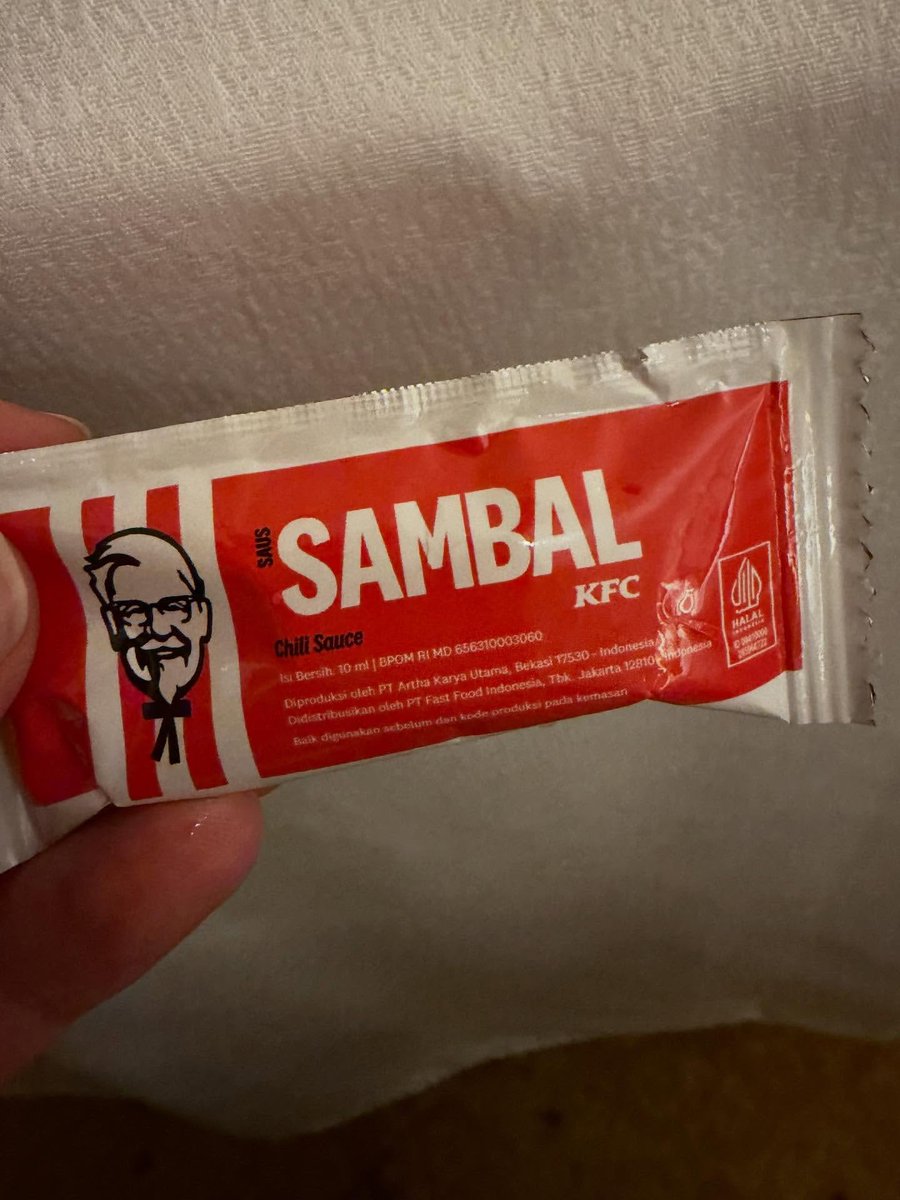 SAUS
SAMBAL
KFC
Chili Sauce
Isi Bersih: 10 ml | BPOM RI MD 656310003060
Diproduksi oleh PT Artha Karya Utama, Bekasi 17530 - Indonesia
Didistribusikan oleh PT Fast Food Indonesia, Tbk. Jakarta 12810 Indonesia
Baik digunakan sebelum dan kode produksi pada kemasan
HALAL
INDONESIA